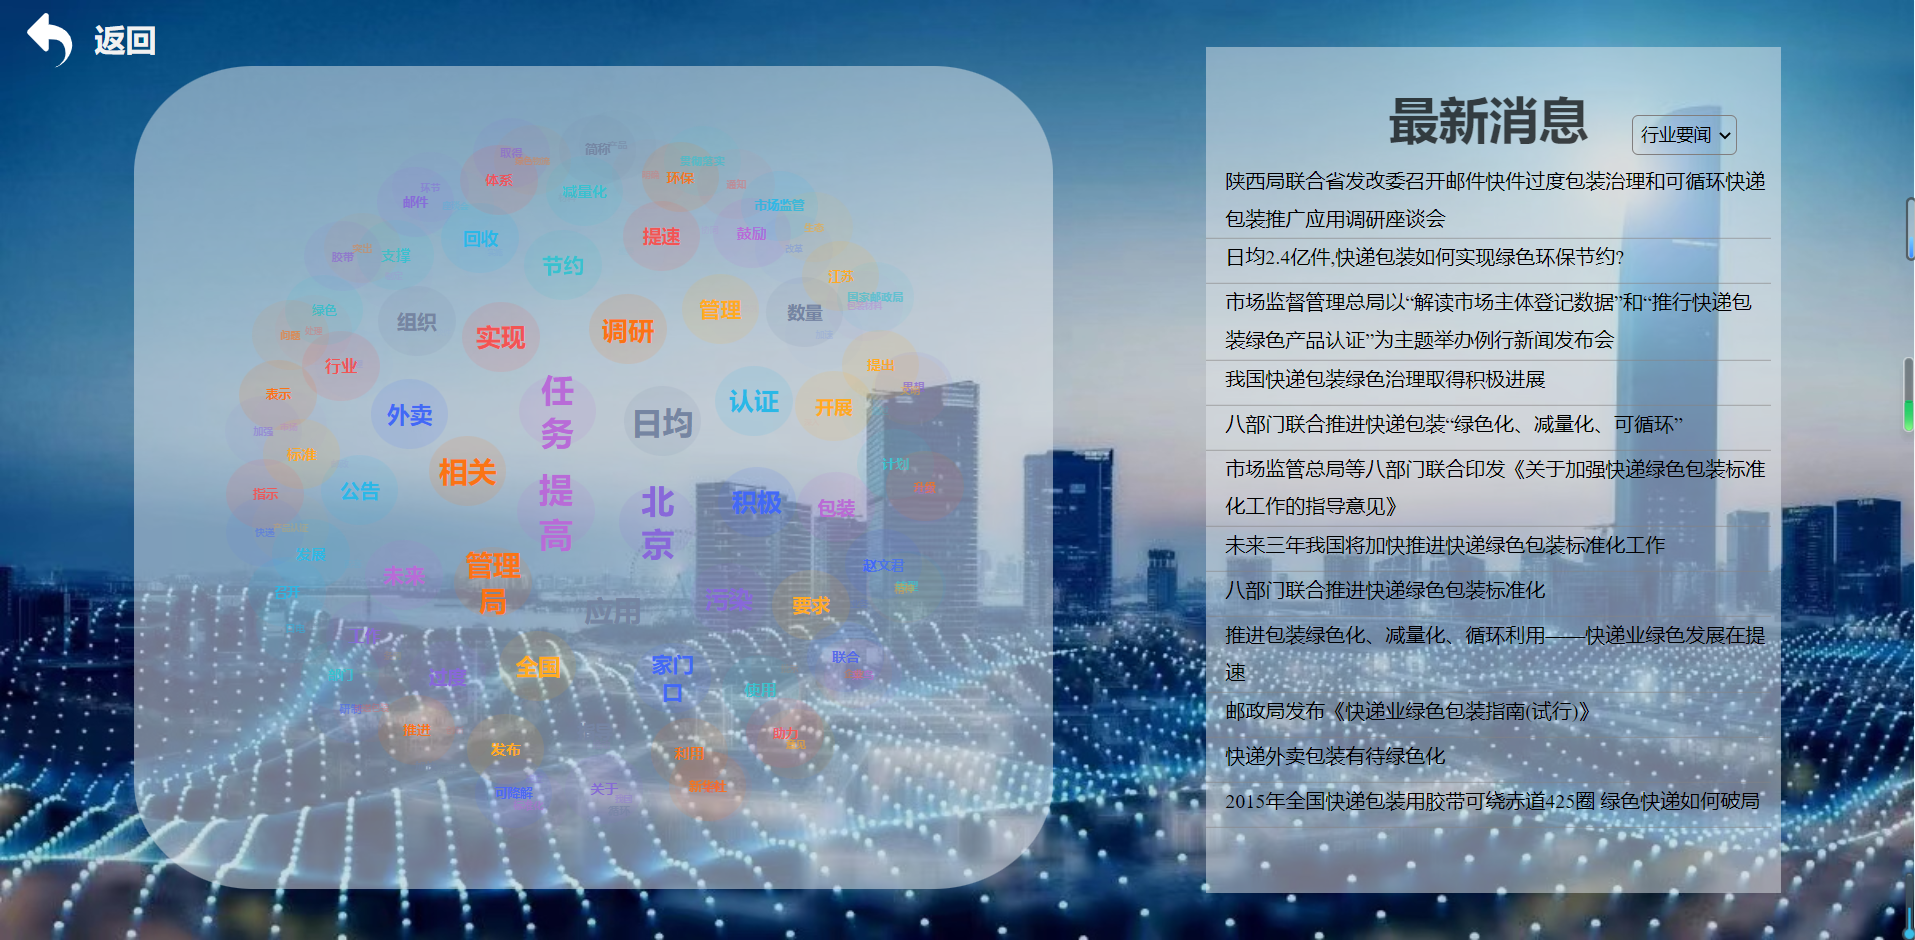 返回
取得
简称
体系
环保
环节
邮件
减量化
市场监管
回收
提速
鼓励
胶带
支撑
节约
江苏
国家邮政局
绿色
组织
实现
调研
管理
数量
行业
提出
思想
表示
外卖
任务
日均
认证
开展
加强
标准
相关
计划
指示
公告
提高
北京
积极
包装
快递
发展
未来
管理局
赵文君
应用
污染
要求
全国
家门口
联合
部门
过度
使用
研制
推进
发布
利用
助力
可降解
关于
最新消息
行业要闻
陕西局联合省发改委召开邮件快件过度包装治理和可循环快递
包装推广应用调研座谈会
日均2.4亿件,快递包装如何实现绿色环保节约?
市场监督管理总局以“解读市场主体登记数据”和“推行快递包
装绿色产品认证”为主题举办例行新闻发布会
我国快递包装绿色治理取得积极进展
八部门联合推进快递包装“绿色化、减量化、可循环”
市场监管总局等八部门联合印发《关于加强快递绿色包装标准
化工作的指导意见》
未来三年我国将加快推进快递绿色包装标准化工作
八部门联合推进快递绿色包装标准化
推进包装绿色化、减量化、循环利用——快递业绿色发展在提
速
邮政局发布《快递业绿色包装指南(试行)》
快递外卖包装有待绿色化
2015年全国快递包装用胶带可绕赤道425圈 绿色快递如何破局